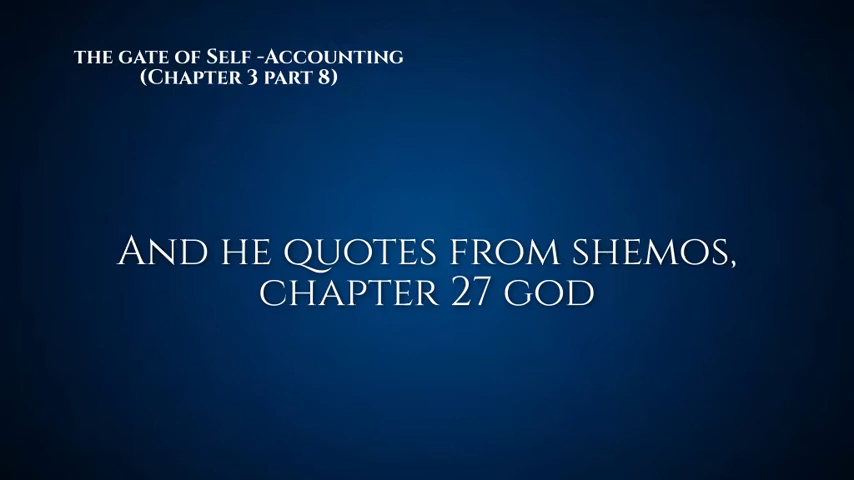 the gate of Self -Accounting
(Chapter 3 part 8)
And he quotes from shemos,
chapter 27 god